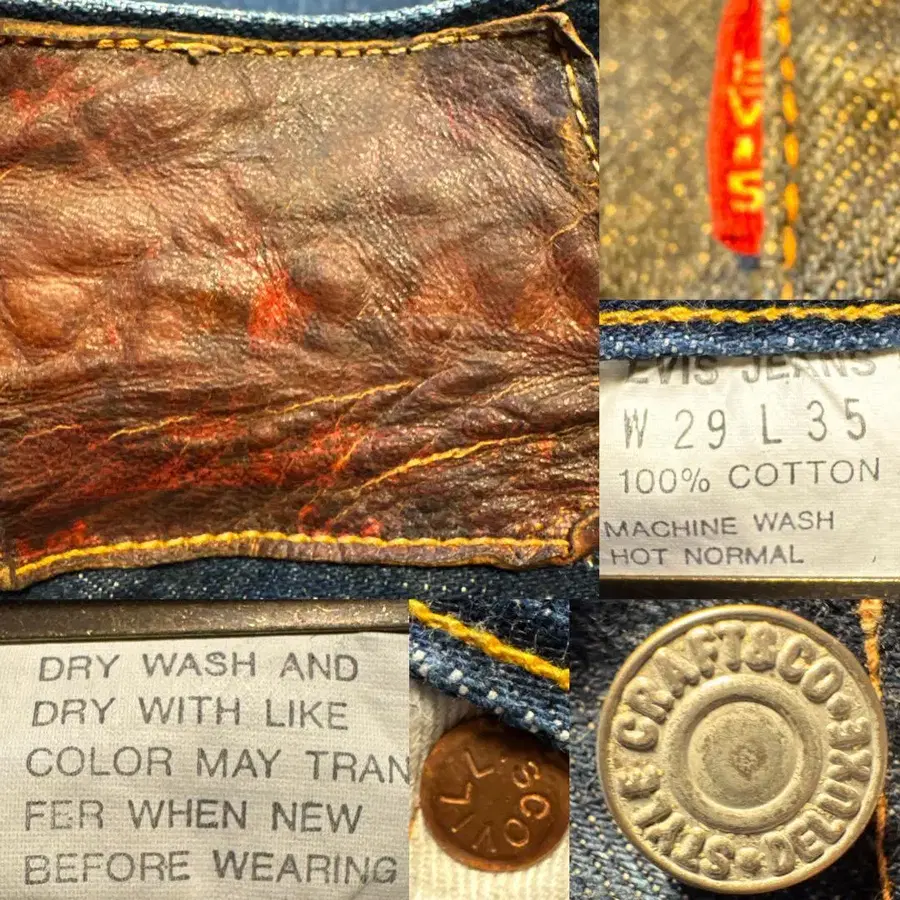 EVIS
EVIS JEANS
W 29 L 35
100% COTTON
MACHINE WASH
HOT NORMAL
DRY WASH AND
DRY WITH LIKE
COLOR MAY TRAN
FER WHEN NEW
BEFORE WEARING
SCOVILL
STYLE CRAFT&CO DELUXE